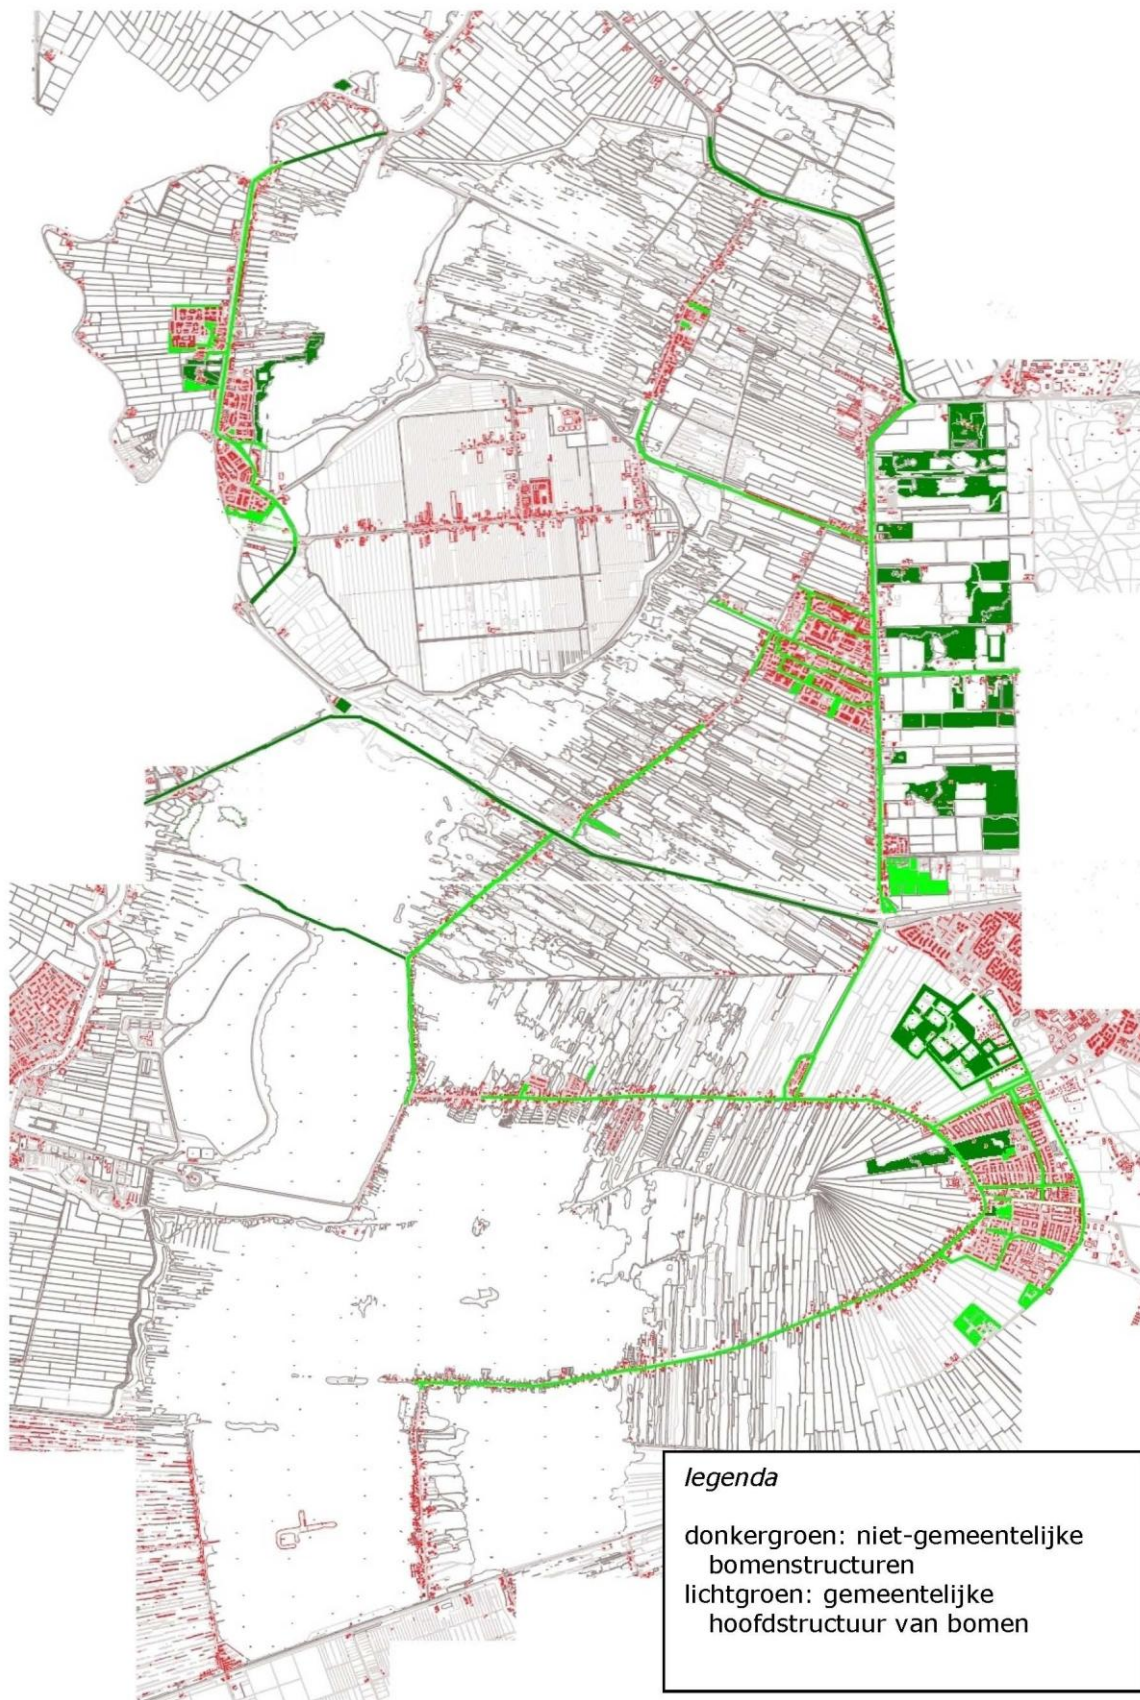 legenda
donkergroen: niet-gemeentelijke
bomenstructuren
lichtgroen: gemeentelijke
hoofdstructuur van bomen